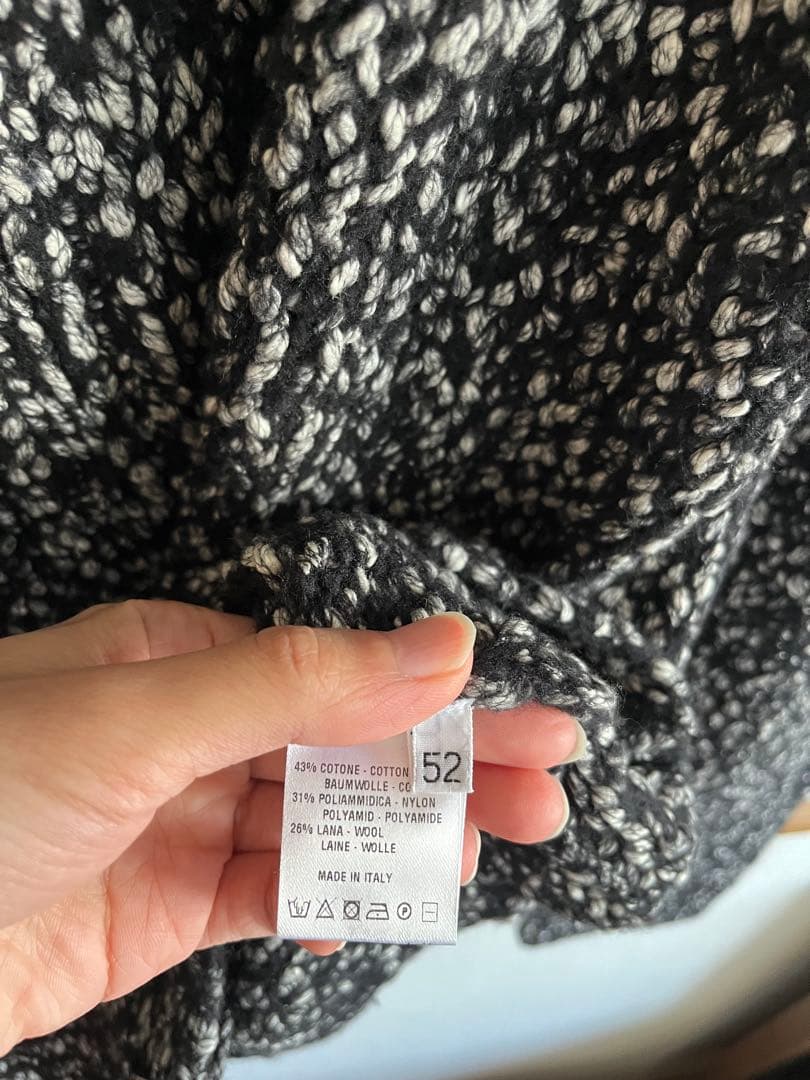 52
43% COTONE - COTTON
BAUMWOLLE - CO
31% POLIAMMIDICA - NYLON
POLYAMID - POLYAMIDE
26% LANA - WOOL
LAINE - WOLLE
MADE IN ITALY
P